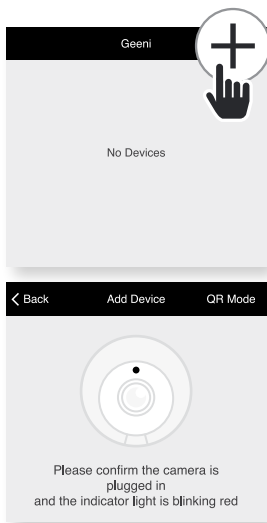 Geeni
No Devices
Back Add Device QR Mode
Please confirm the camera is
plugged in
and the indicator light is blinking red